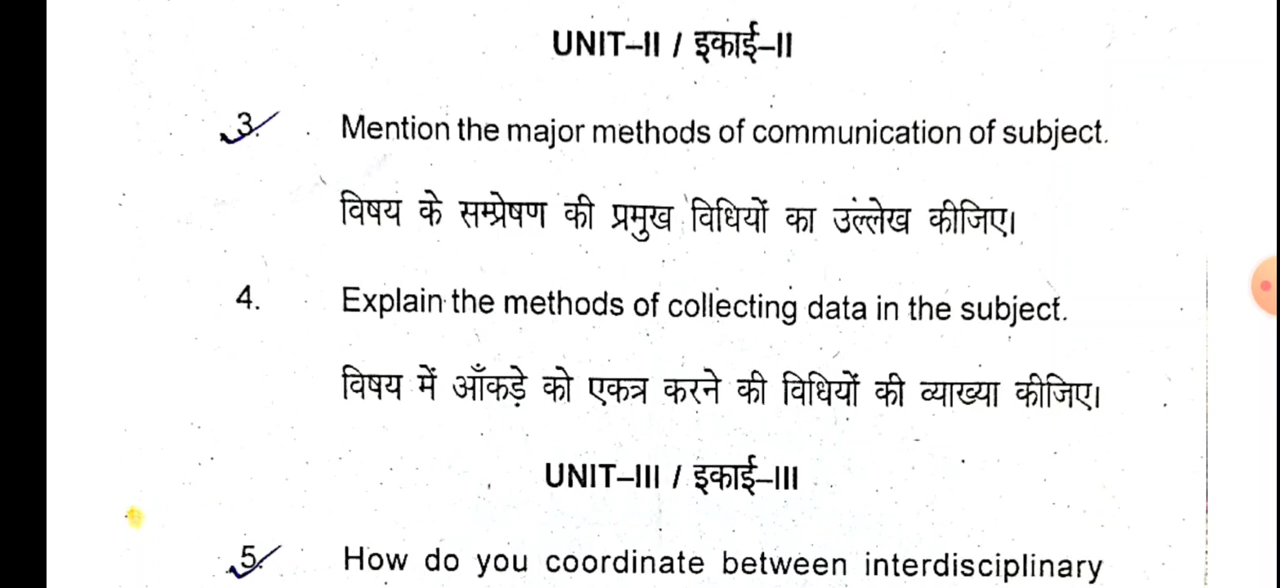 UNIT–II / इकाई–II
3. Mention the major methods of communication of subject.
विषय के सम्प्रेषण की प्रमुख विधियों का उल्लेख कीजिए।
4. Explain the methods of collecting data in the subject.
विषय में आँकड़े को एकत्र करने की विधियों की व्याख्या कीजिए।
UNIT–III / इकाई–III
5. How do you coordinate between interdisciplinary